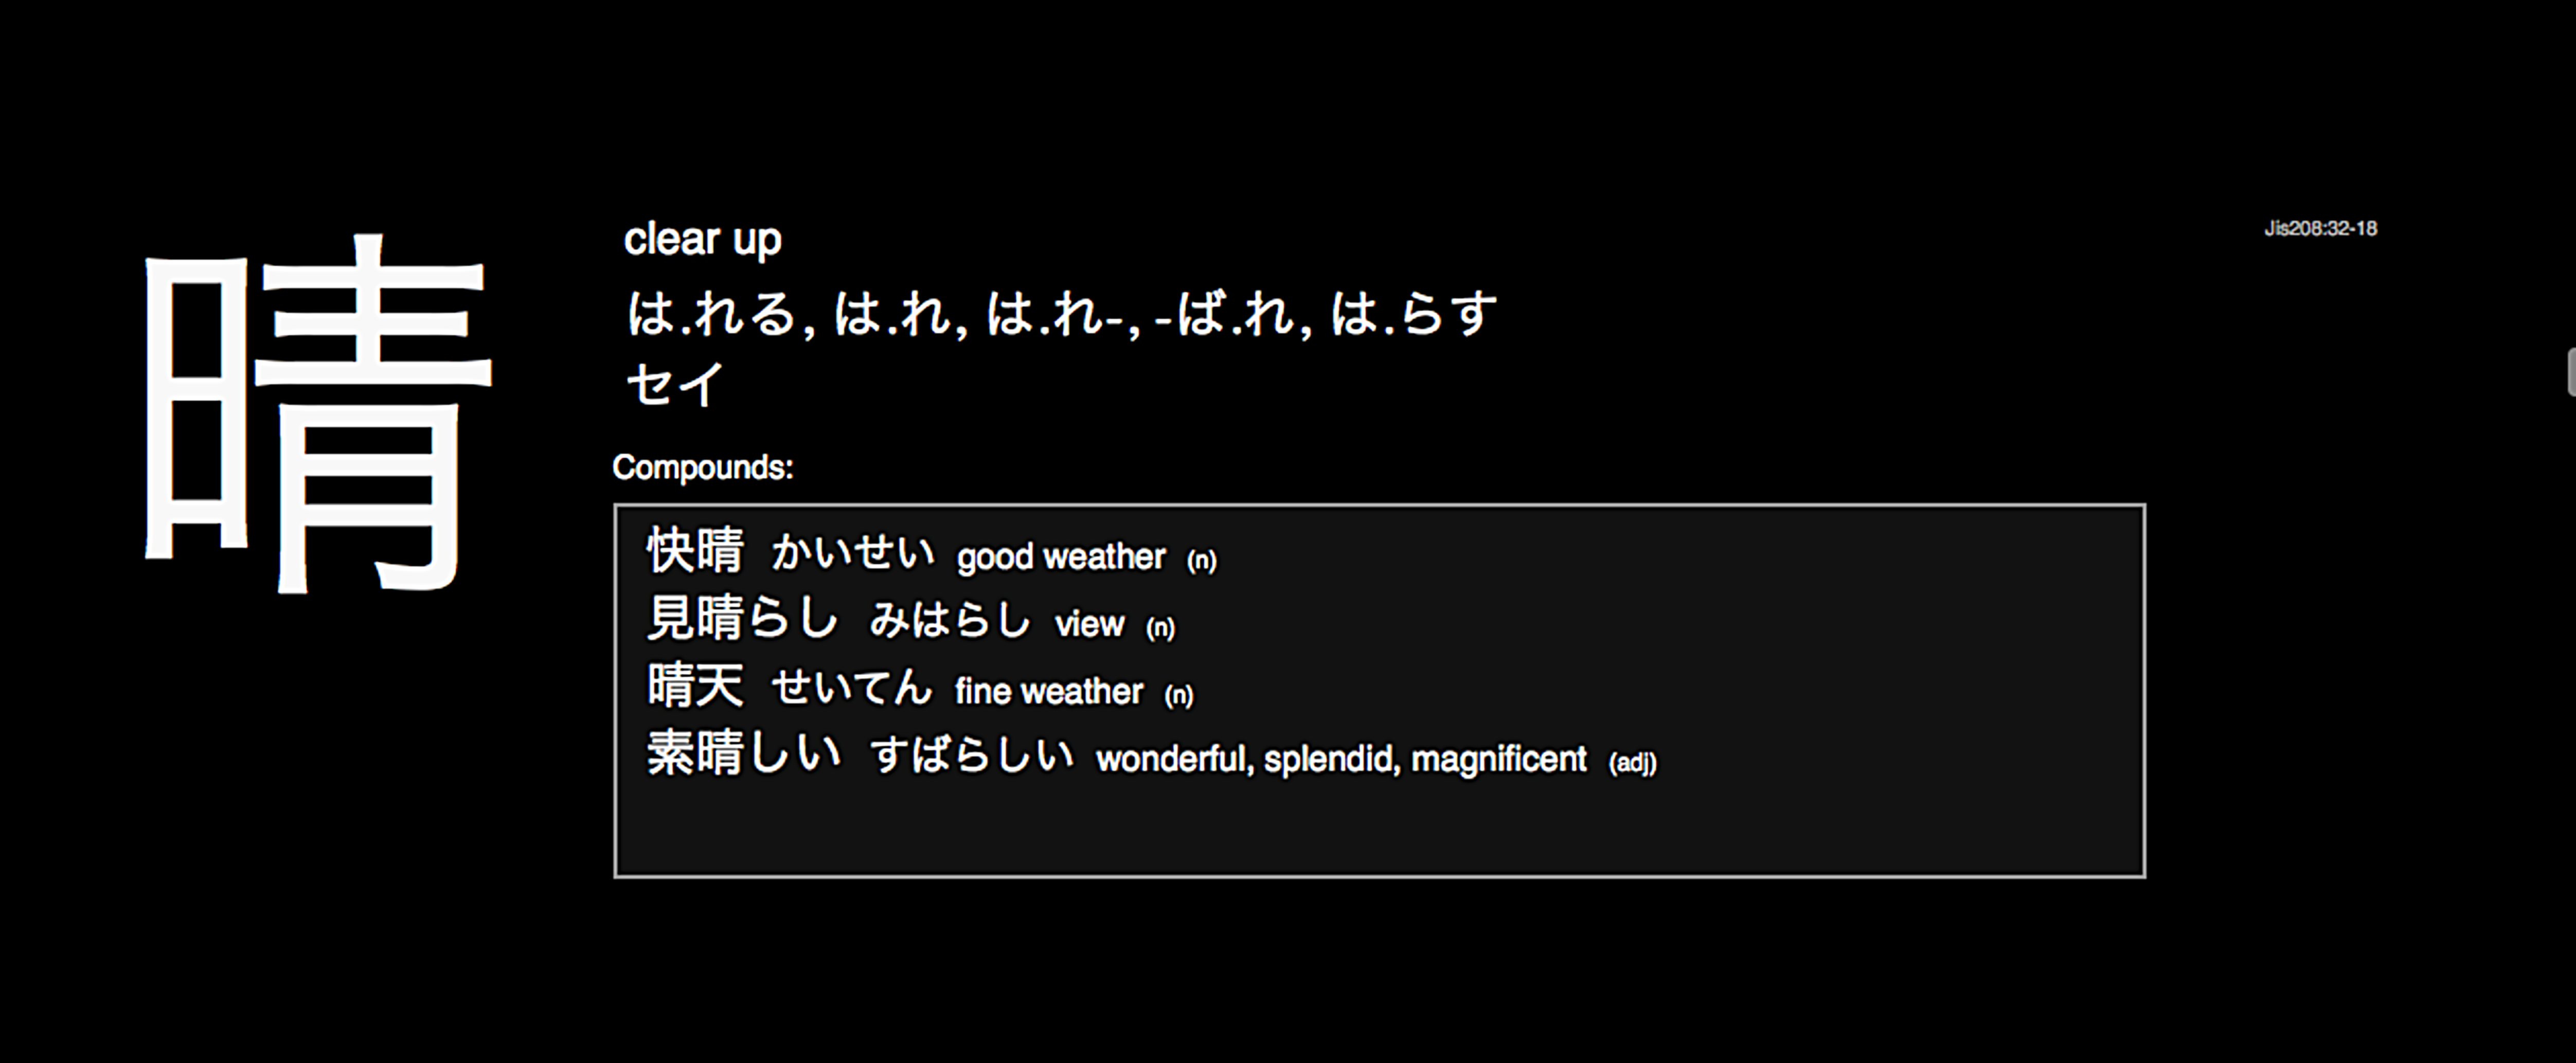 晴
clear up
Jis208:32-18
は.れる, は.れ, は.れ-, -ば.れ, は.らす
セイ
Compounds:
快晴 かいせい good weather (n)
見晴らし みはらし view (n)
晴天 せいてん fine weather (n)
素晴しい すばらしい wonderful, splendid, magnificent (adj)